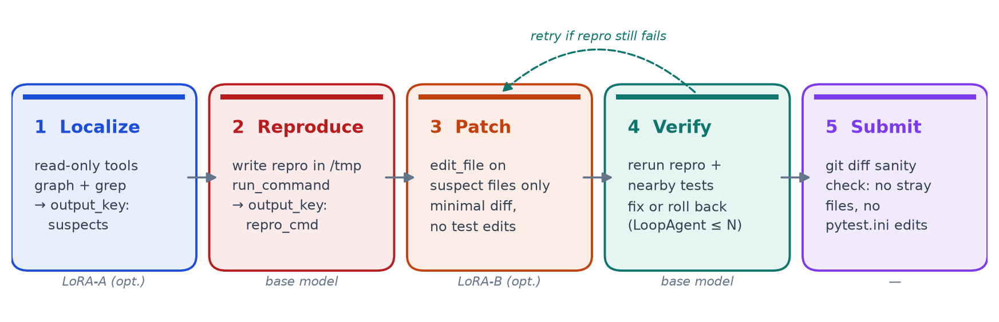 retry if repro still fails
1 Localize
read-only tools
graph + grep
→ output_key:
suspects
LoRA-A (opt.)
2 Reproduce
write repro in /tmp
run_command
→ output_key:
repro_cmd
base model
3 Patch
edit_file on
suspect files only
minimal diff,
no test edits
LoRA-B (opt.)
4 Verify
rerun repro +
nearby tests
fix or roll back
(LoopAgent ≤ N)
base model
5 Submit
git diff sanity
check: no stray
files, no
pytest.ini edits
—